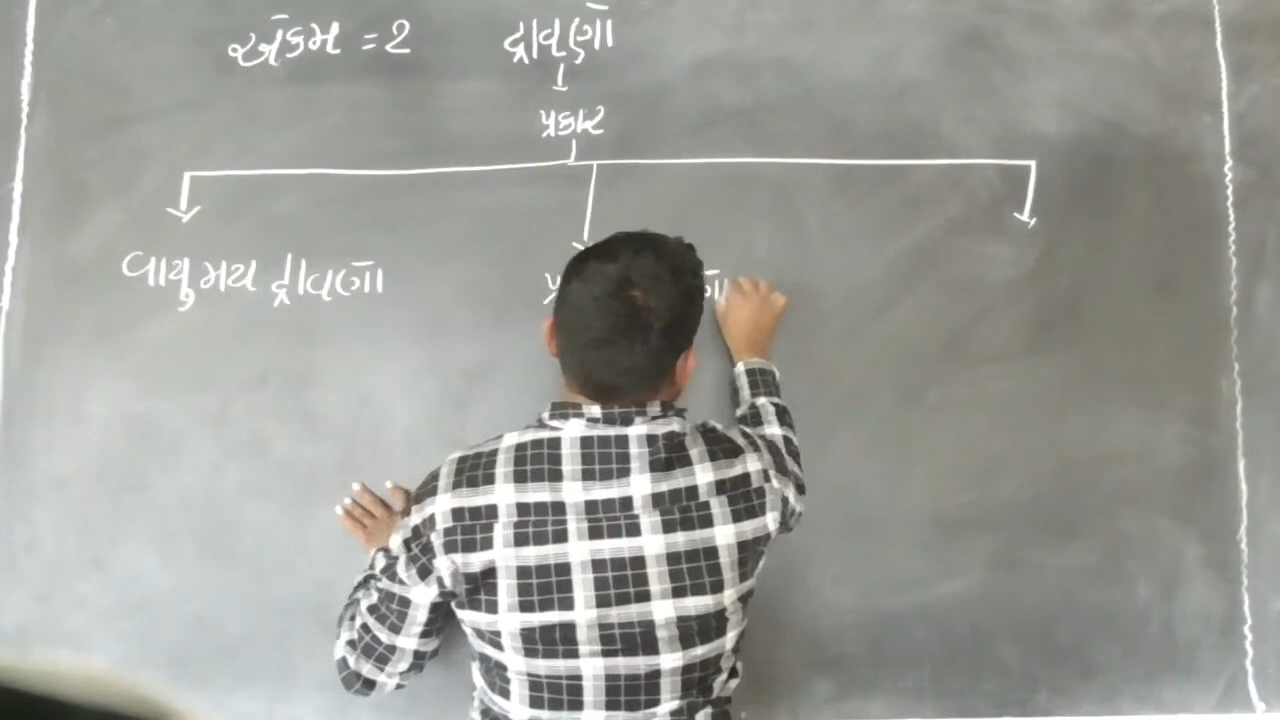 એકમ = 2
દ્રાવણો
પ્રકાર
વાયુમય દ્રાવણો